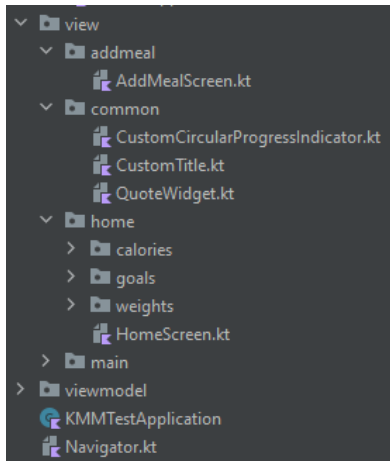 view
addmeal
AddMealScreen.kt
common
CustomCircularProgressIndicator.kt
CustomTitle.kt
QuoteWidget.kt
home
calories
goals
weights
HomeScreen.kt
main
viewmodel
KMMTestApplication
Navigator.kt